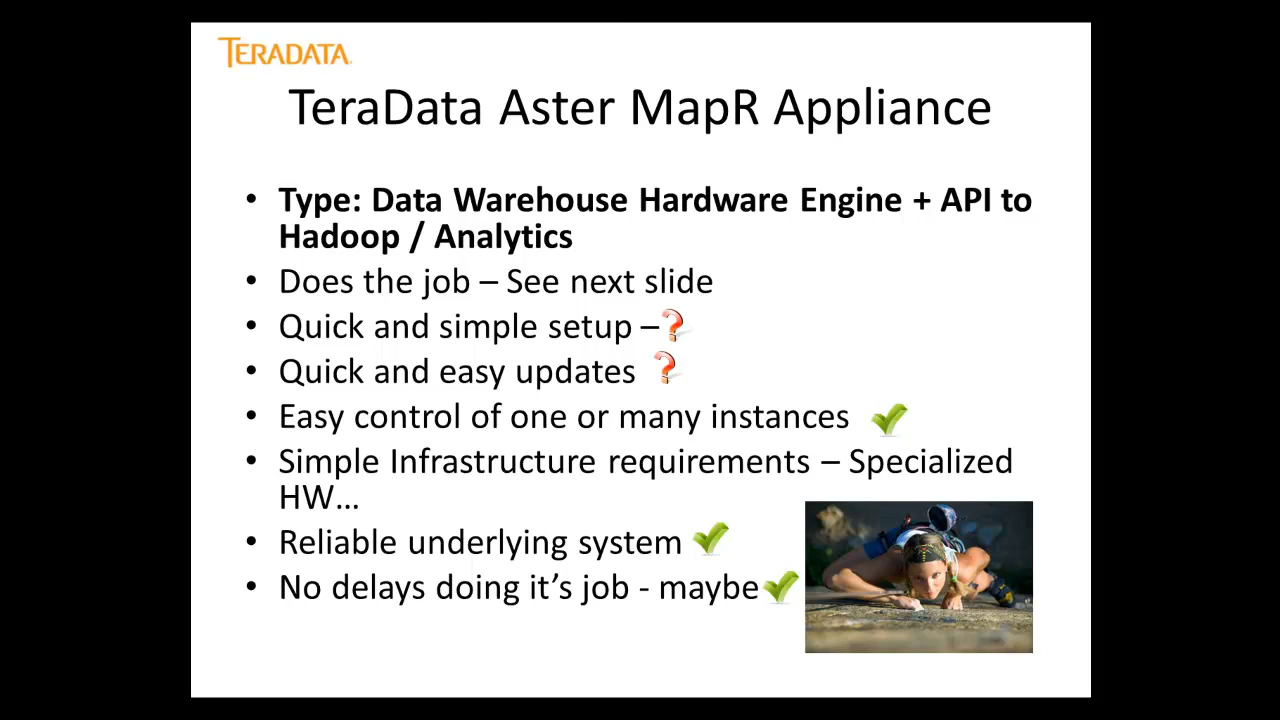 TERADATA
TeraData Aster MapR Appliance
• Type: Data Warehouse Hardware Engine + API to
Hadoop / Analytics
• Does the job – See next slide
• Quick and simple setup –?
• Quick and easy updates ?
• Easy control of one or many instances
• Simple Infrastructure requirements – Specialized
HW…
• Reliable underlying system
• No delays doing it’s job - maybe